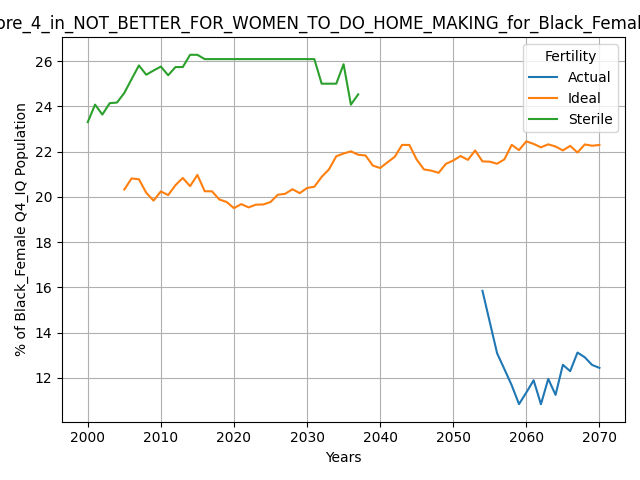 ore_4_in_NOT_BETTER_FOR_WOMEN_TO_DO_HOME_MAKING_for_Black_Femal
Fertility
Actual
Ideal
Sterile
% of Black_Female Q4_IQ Population
26
24
22
20
18
16
14
12
2000 2010 2020 2030 2040 2050 2060 2070
Years